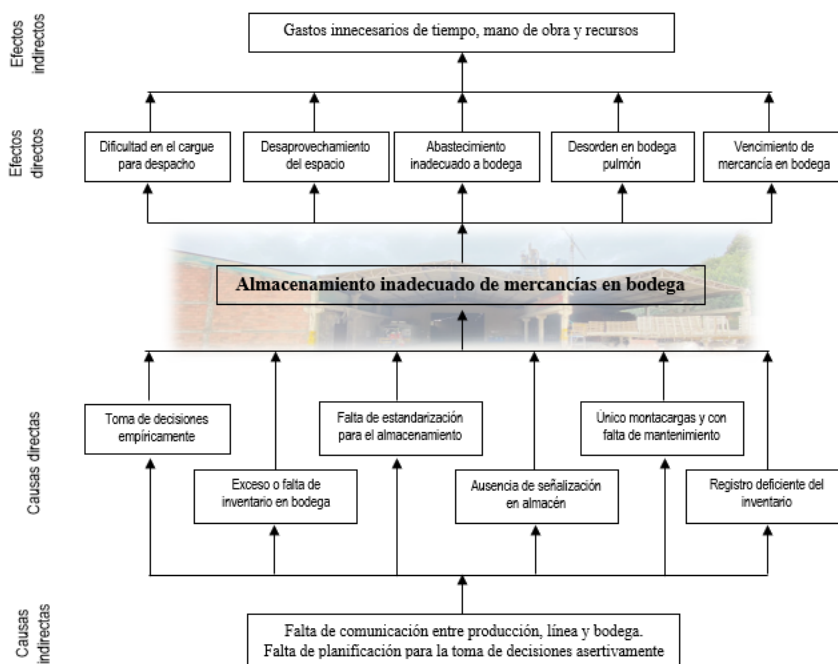 Efectos
indirectos
Gastos innecesarios de tiempo, mano de obra y recursos
Efectos
directos
Dificultad en el cargue
para despacho
Desaprovechamiento
del espacio
Abastecimiento
inadecuado a bodega
Desorden en bodega
pulmón
Vencimiento de
mercancía en bodega
Almacenamiento inadecuado de mercancías en bodega
Causas directas
Toma de decisiones
empíricamente
Falta de estandarización
para el almacenamiento
Único montacargas y con
falta de mantenimiento
Exceso o falta de
inventario en bodega
Ausencia de señalización
en almacén
Registro deficiente del
inventario
Causas
indirectas
Falta de comunicación entre producción, línea y bodega.
Falta de planificación para la toma de decisiones asertivamente